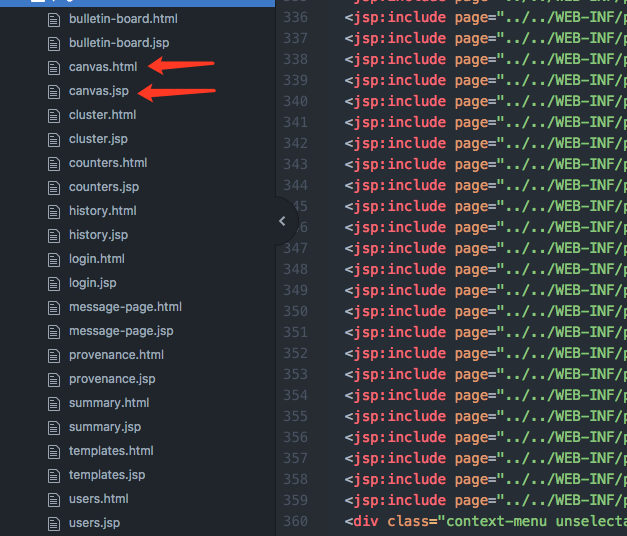 bulletin-board.html
bulletin-board.jsp
canvas.html
canvas.jsp
cluster.html
cluster.jsp
counters.html
counters.jsp
history.html
history.jsp
login.html
login.jsp
message-page.html
message-page.jsp
provenance.html
provenance.jsp
summary.html
summary.jsp
templates.html
templates.jsp
users.html
users.jsp
336 <jsp:include page="../../WEB-INF/p
337 <jsp:include page="../../WEB-INF/p
338 <jsp:include page="../../WEB-INF/p
339 <jsp:include page="../../WEB-INF/p
340 <jsp:include page="../../WEB-INF/p
341 <jsp:include page="../../WEB-INF/p
342 <jsp:include page="../../WEB-INF/p
343 <jsp:include page="../../WEB-INF/p
344 <jsp:include page="../../WEB-INF/p
<jsp:include page="../../WEB-INF/p
<jsp:include page="../../WEB-INF/p
347 <jsp:include page="../../WEB-INF/p
348 <jsp:include page="../../WEB-INF/p
349 <jsp:include page="../../WEB-INF/p
350 <jsp:include page="../../WEB-INF/p
351 <jsp:include page="../../WEB-INF/p
352 <jsp:include page="../../WEB-INF/p
353 <jsp:include page="../../WEB-INF/p
354 <jsp:include page="../../WEB-INF/p
355 <jsp:include page="../../WEB-INF/p
356 <jsp:include page="../../WEB-INF/p
357 <jsp:include page="../../WEB-INF/p
358 <jsp:include page="../../WEB-INF/p
359 <jsp:include page="../../WEB-INF/p
360 <div class="context-menu unselecta